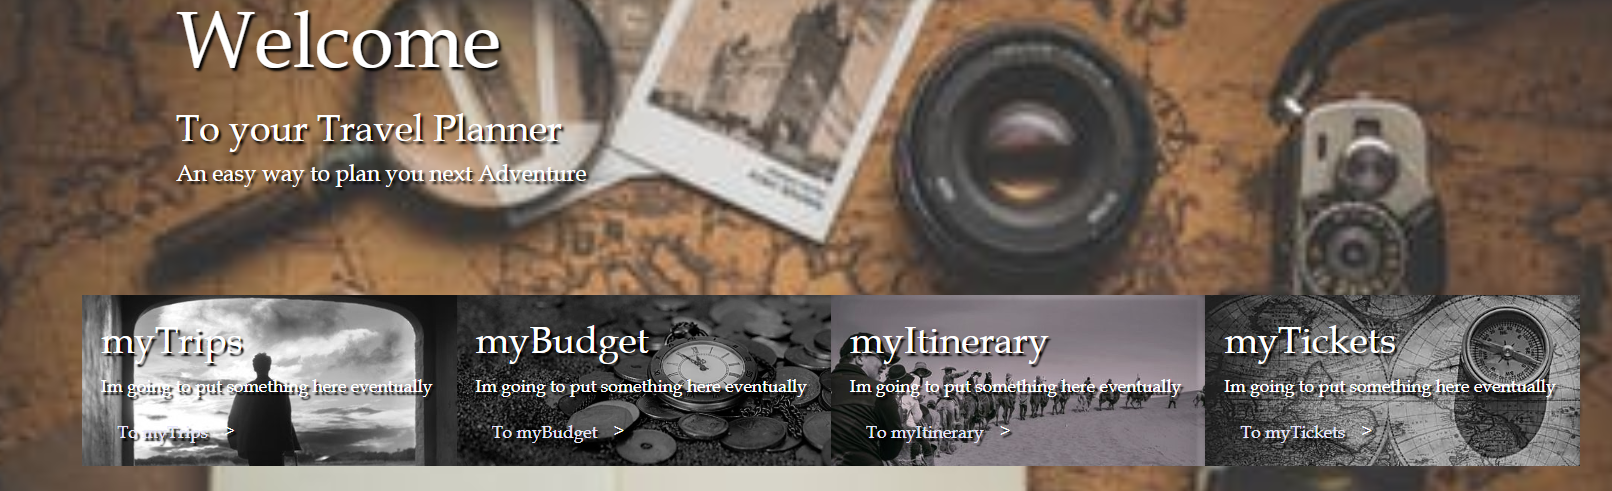 Welcome
To your Travel Planner
An easy way to plan you next Adventure
myTrips
Im going to put something here eventually
To myTrips >
myBudget
Im going to put something here eventually
To myBudget >
myItinerary
Im going to put something here eventually
To myItinerary >
myTickets
Im going to put something here eventually
To myTickets >